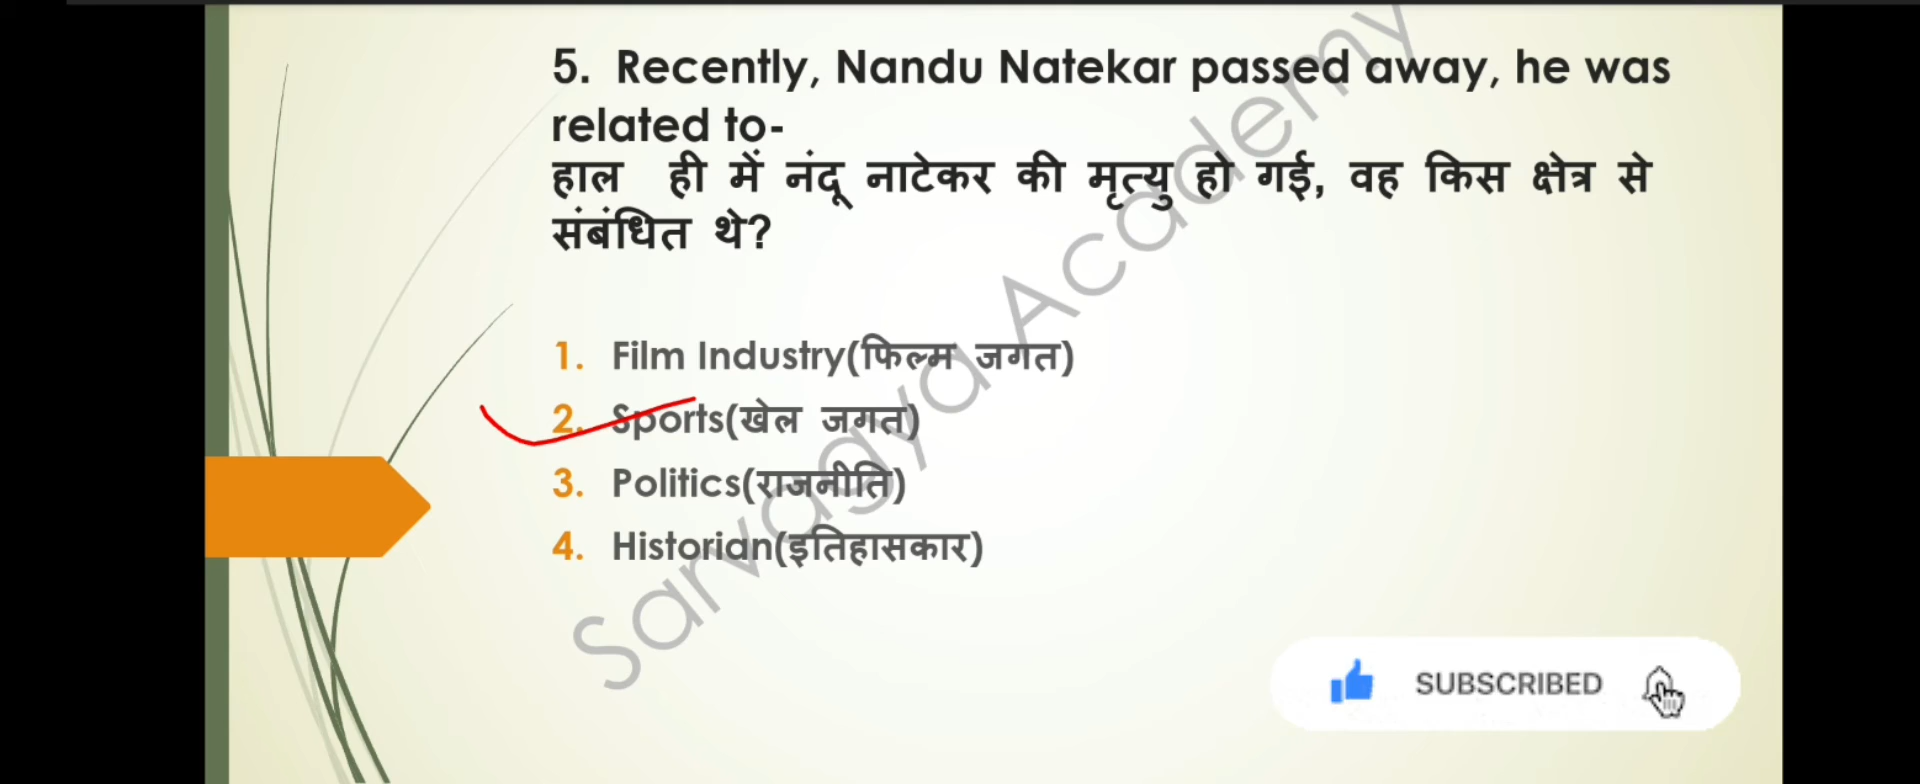 5. Recently, Nandu Natekar passed away, he was
related to-
हाल ही में नंदू नाटेकर की मृत्यु हो गई, वह किस क्षेत्र से
संबंधित थे?
1. Film Industry(फिल्म जगत)
2. Sports(खेल जगत)
3. Politics(राजनीति)
4. Historian(इतिहासकार)
Sarvagya Academy
SUBSCRIBED